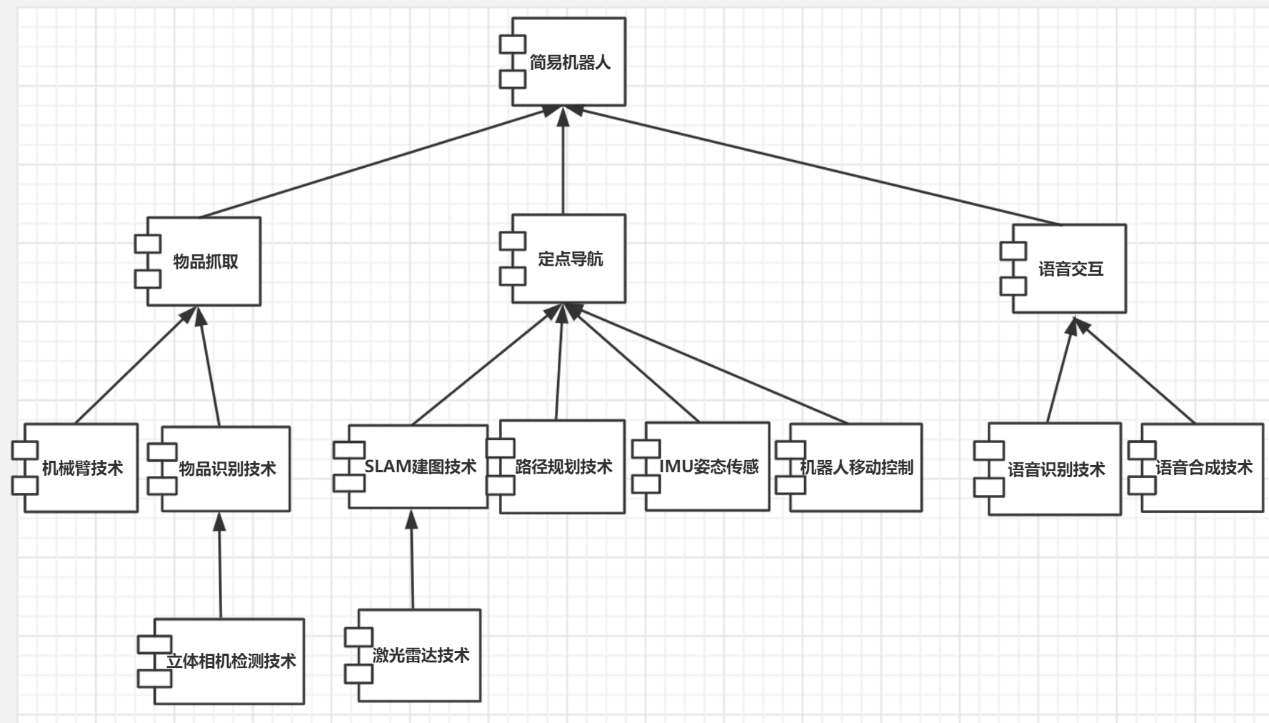 简易机器人
物品抓取
定点导航
语音交互
机械臂技术
物品识别技术
SLAM建图技术
路径规划技术
IMU姿态传感
机器人移动控制
语音识别技术
语音合成技术
立体相机检测技术
激光雷达技术